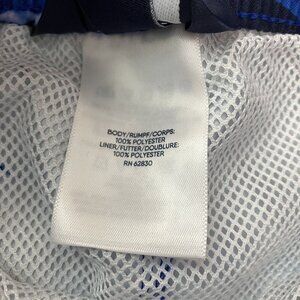 BODY/RUMPF/CORPS:
100% POLYESTER
LINER/FUTTER/DOUBLURE:
100% POLYESTER
RN 62830